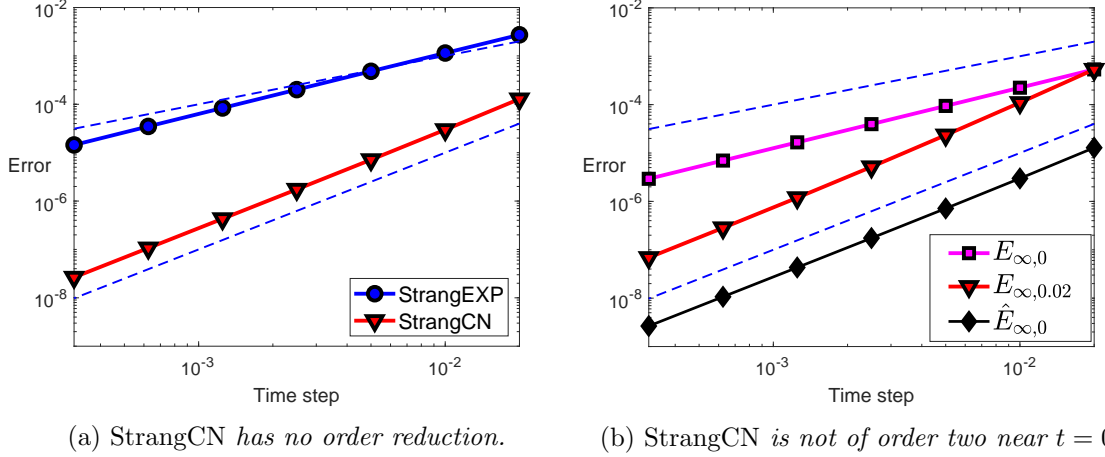 10^-2
10^-4
Error
10^-6
10^-8
StrangEXP
StrangCN
10^-3
10^-2
Time step
(a) StrangCN has no order reduction.
10^-2
10^-4
Error
10^-6
10^-8
E_∞,0
E_∞,0.02
Ê_∞,0
10^-3
10^-2
Time step
(b) StrangCN is not of order two near t =